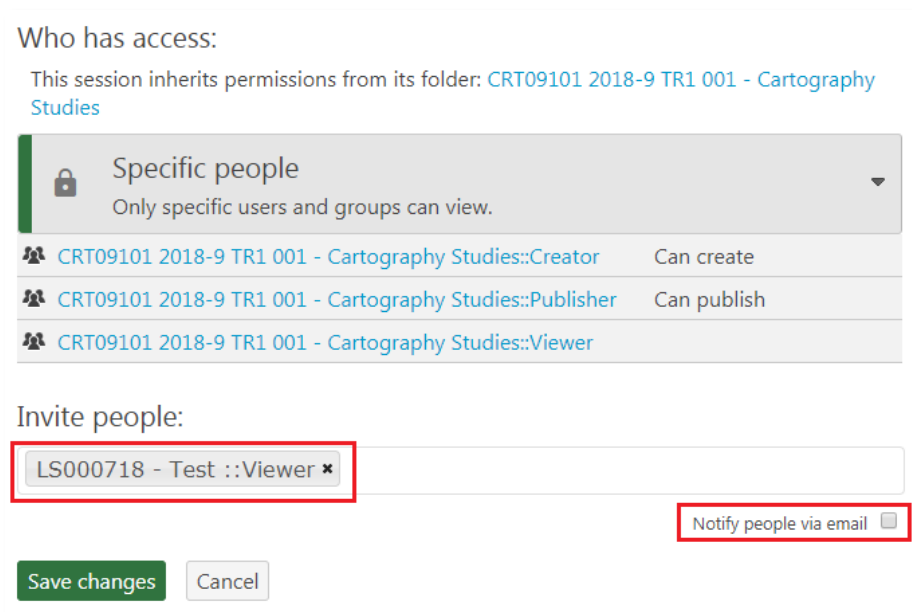 Who has access:
This session inherits permissions from its folder: CRT09101 2018-9 TR1 001 - Cartography
Studies
Specific people
Only specific users and groups can view.
CRT09101 2018-9 TR1 001 - Cartography Studies::Creator Can create
CRT09101 2018-9 TR1 001 - Cartography Studies::Publisher Can publish
CRT09101 2018-9 TR1 001 - Cartography Studies::Viewer
Invite people:
LS000718 - Test ::Viewer ×
Notify people via email
Save changes Cancel